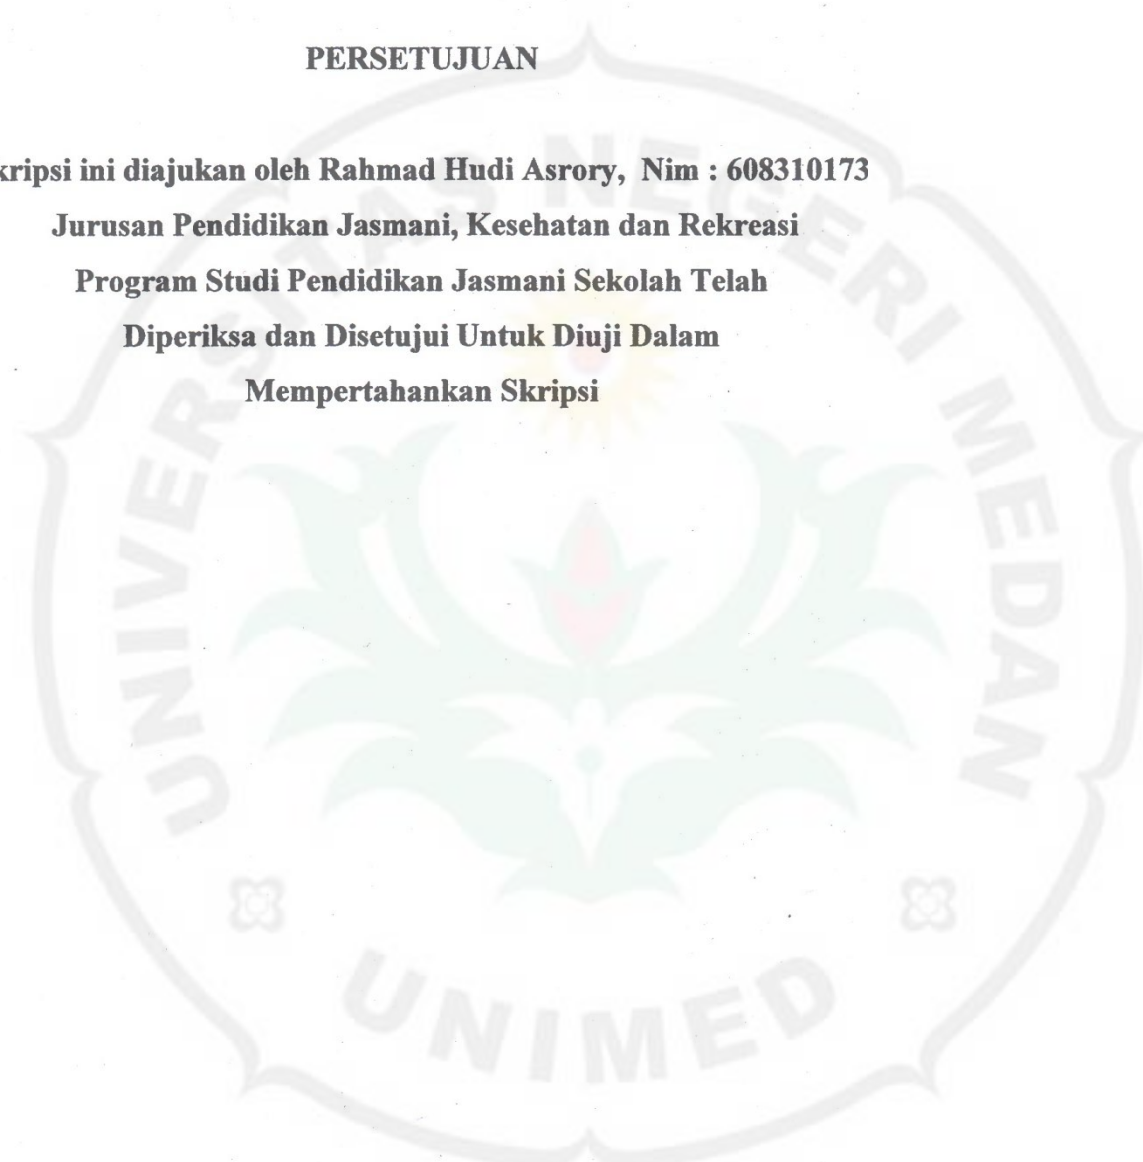 PERSETUJUAN
kripsi ini diajukan oleh Rahmad Hudi Asrory, Nim : 608310173
Jurusan Pendidikan Jasmani, Kesehatan dan Rekreasi
Program Studi Pendidikan Jasmani Sekolah Telah
Diperiksa dan Disetujui Untuk Diuji Dalam
Mempertahankan Skripsi
UNIVERSITAS NEGERI MEDAN
UNIMED